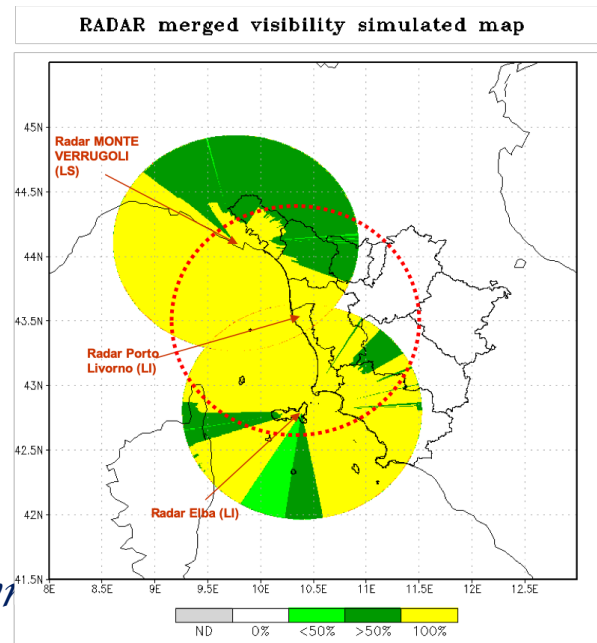 RADAR merged visibility simulated map
45N
Radar MONTE
VERRUGOLI
(LS)
44.5N
44N
43.5N
Radar Porto
Livorno (LI)
43N
42.5N
Radar Elba (LI)
42N
41.5N
8E 8.5E 9E 9.5E 10E 10.5E 11E 11.5E 12E 12.5E
ND 0% <50% >50% 100%